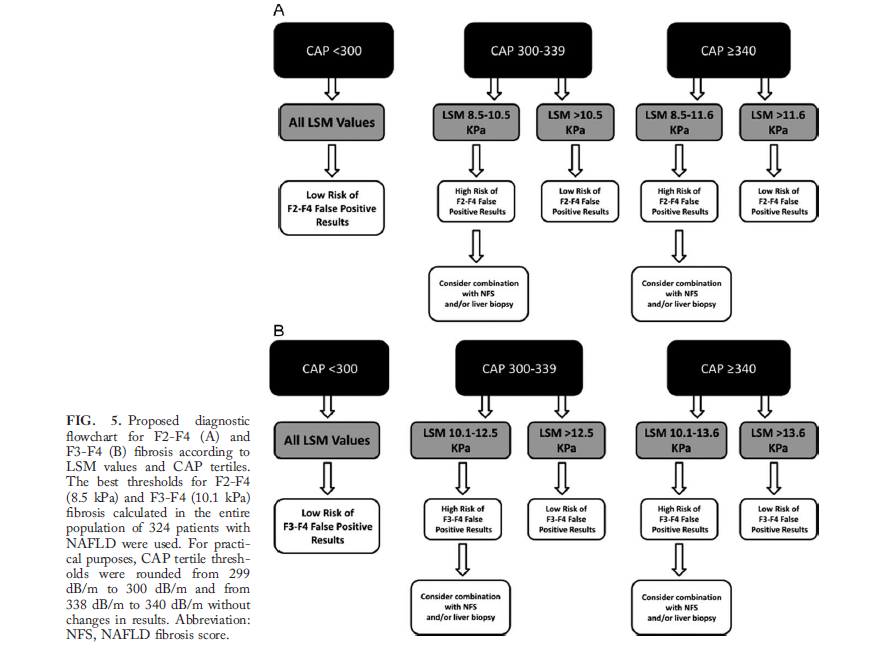 A
CAP <300
CAP 300-339
CAP ≥340
All LSM Values
LSM 8.5-10.5
KPa
LSM >10.5
KPa
LSM 8.5-11.6
KPa
LSM >11.6
KPa
Low Risk of
F2-F4 False Positive
Results
High Risk of
F2-F4 False
Positive Results
Low Risk of
F2-F4 False
Positive Results
High Risk of
F2-F4 False
Positive Results
Low Risk of
F2-F4 False
Positive Results
Consider combination
with NFS
and/or liver biopsy
Consider combination
with NFS
and/or liver biopsy
B
CAP <300
CAP 300-339
CAP ≥340
All LSM Values
LSM 10.1-12.5
KPa
LSM >12.5
KPa
LSM 10.1-13.6
KPa
LSM >13.6
KPa
Low Risk of
F3-F4 False Positive
Results
High Risk of
F3-F4 False
Positive Results
Low Risk of
F3-F4 False
Positive Results
High Risk of
F3-F4 False
Positive Results
Low Risk of
F3-F4 False
Positive Results
Consider combination
with NFS
and/or liver biopsy
Consider combination
with NFS
and/or liver biopsy
FIG. 5. Proposed diagnostic
flowchart for F2-F4 (A) and
F3-F4 (B) fibrosis according to
LSM values and CAP tertiles.
The best thresholds for F2-F4
(8.5 kPa) and F3-F4 (10.1 kPa)
fibrosis calculated in the entire
population of 324 patients with
NAFLD were used. For practi-
cal purposes, CAP tertile thresh-
olds were rounded from 299
dB/m to 300 dB/m and from
338 dB/m to 340 dB/m without
changes in results. Abbreviation:
NFS, NAFLD fibrosis score.